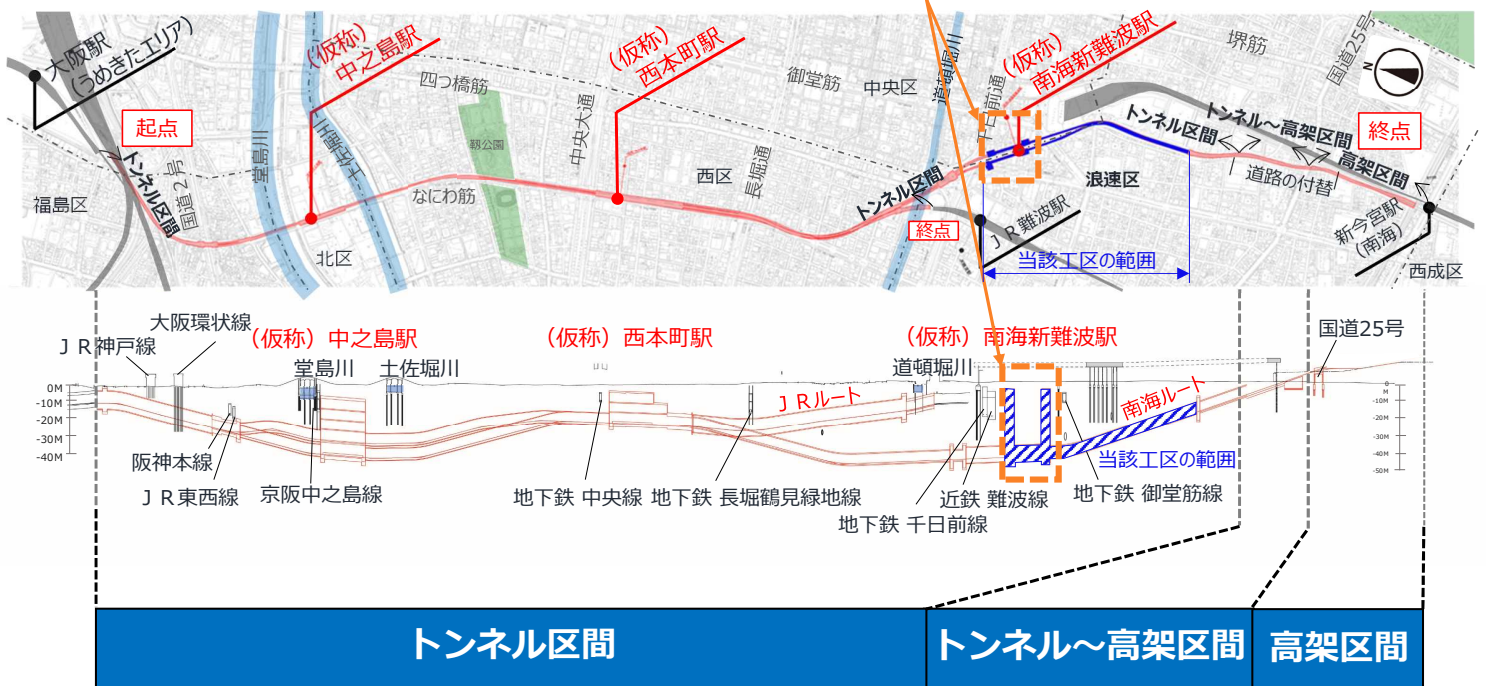 大阪駅
(うめきたエリア)
起点
トンネル区間
福島区
国道2号
堂島川
(仮称)
中之島駅
土佐堀川
北区
四つ橋筋
なにわ筋
靱公園
中央大通
(仮称)
西本町駅
西区
長堀通
御堂筋
中央区
道頓堀川
千日前通
(仮称)
南海新難波駅
トンネル区間
終点
JR難波駅
当該工区の範囲
浪速区
堺筋
国道25号
N
トンネル区間
トンネル～高架区間
高架区間
終点
道路の付替
新今宮駅
(南海)
西成区
JR神戸線
大阪環状線
(仮称)中之島駅
堂島川
土佐堀川
(仮称)西本町駅
(仮称)南海新難波駅
道頓堀川
国道25号
JRルート
南海ルート
当該工区の範囲
0M
-10M
-20M
-30M
-40M
0
-10M
-20M
-30M
-40M
-50M
阪神本線
JR東西線
京阪中之島線
地下鉄 中央線
地下鉄 長堀鶴見緑地線
地下鉄 千日前線
近鉄 難波線
地下鉄 御堂筋線
トンネル区間
トンネル～高架区間
高架区間